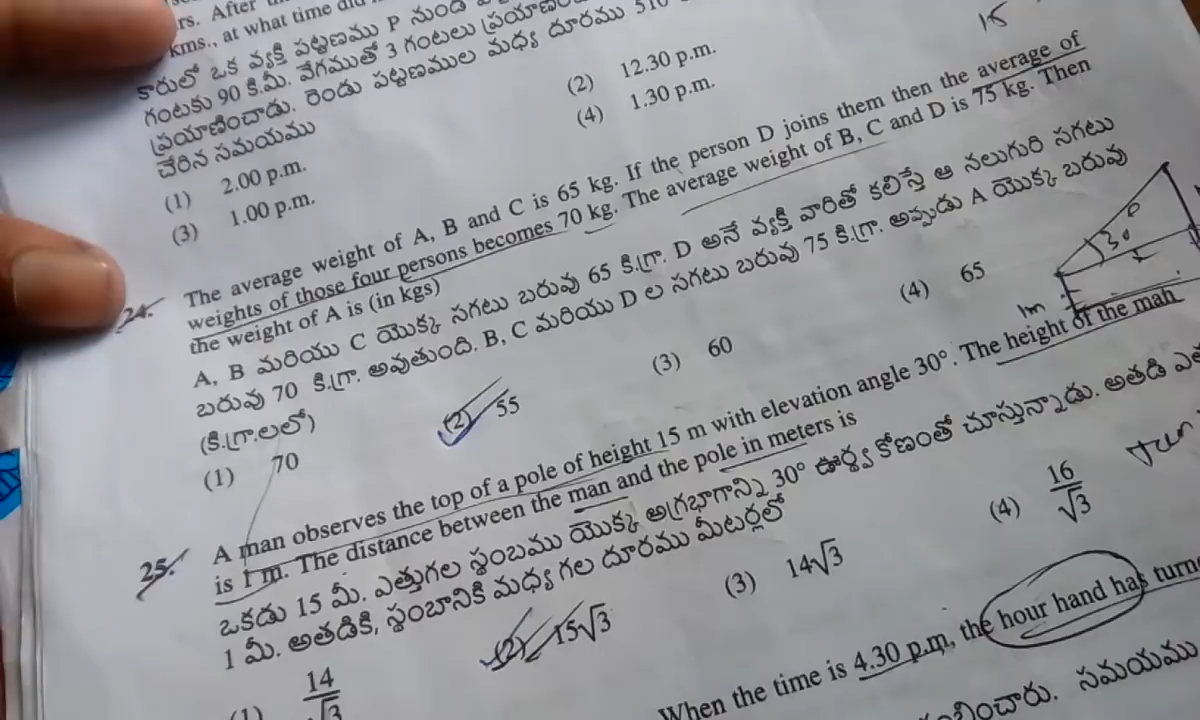 rs. After
kms., at what time did
కారులో ఒక వ్యక్తి పట్టణము P నుండి
గంటకు 90 కి.మీ. వేగముతో 3 గంటలు ప్రయాణించి
ప్రయాణించాడు. రెండు పట్టణముల మధ్య దూరము 510
చేరిన సమయము
(1) 2.00 p.m.
(2) 12.30 p.m.
(3) 1.00 p.m.
(4) 1.30 p.m.
15
24. The average weight of A, B and C is 65 kg. If the person D joins them then the average of
weights of those four persons becomes 70 kg. The average weight of B, C and D is 75 kg. Then
the weight of A is (in kgs)
A, B మరియు C యొక్క సగటు బరువు 65 కి.గ్రా. D అనే వ్యక్తి వారితో కలిస్తే ఆ నలుగురి సగటు
బరువు 70 కి.గ్రా. అవుతుంది. B, C మరియు D ల సగటు బరువు 75 కి.గ్రా. అప్పుడు A యొక్క బరువు
(కి.గ్రా.లలో)
(1) 70
(2) 55
(3) 60
(4) 65
30
1m
25. A man observes the top of a pole of height 15 m with elevation angle 30°. The height of the man
is 1 m. The distance between the man and the pole in meters is
ఒకడు 15 మీ. ఎత్తుగల స్తంబము యొక్క అగ్రభాగాన్ని 30° ఊర్ధ్వ కోణంతో చూస్తున్నాడు. అతడి
1 మీ. అతడికి, స్తంబానికి మధ్య గల దూరము మీటర్లలో
(1) 14/√3
(2) 15√3
(3) 14√3
(4) 16/√3
When the time is 4.30 p.m, the hour hand has turne
సమయము